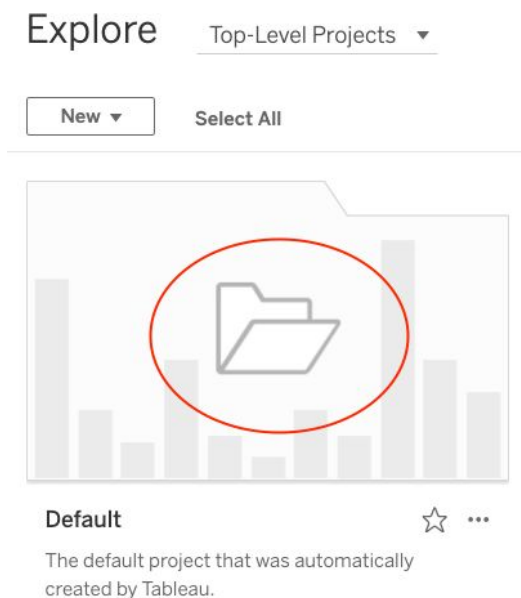 Explore
Top-Level Projects
New
Select All
Default
The default project that was automatically
created by Tableau.